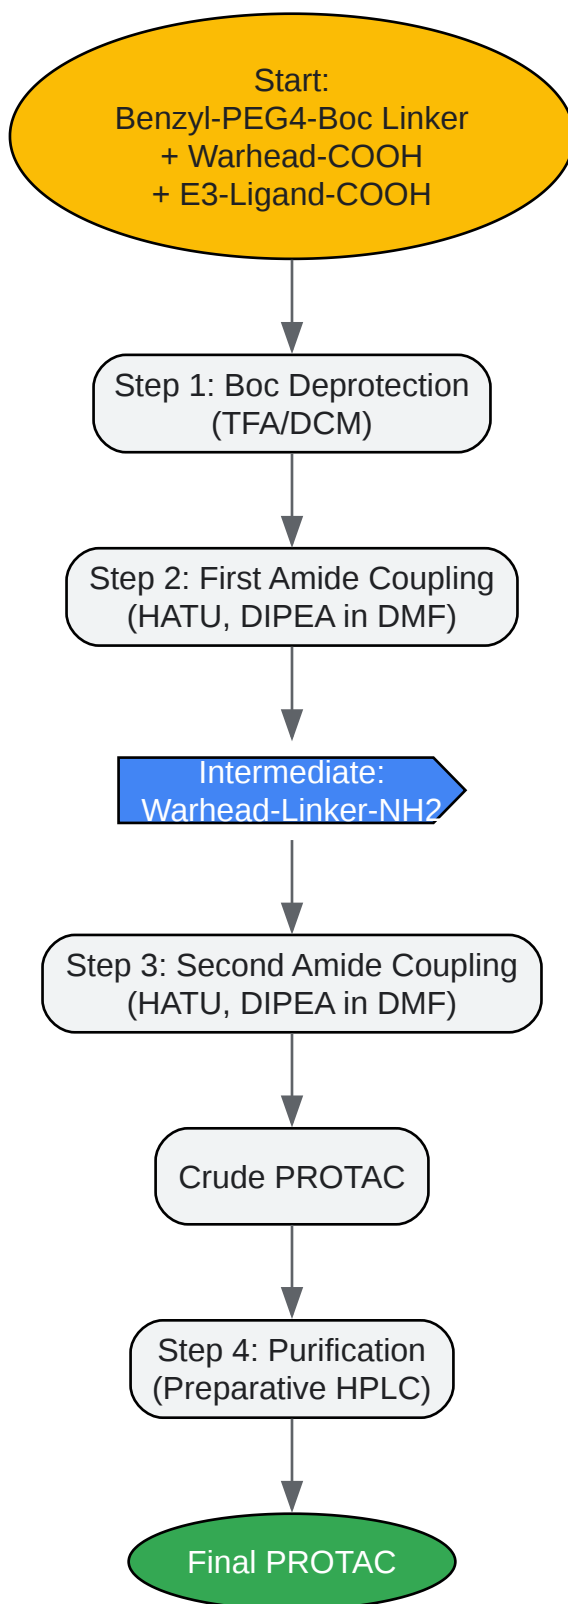 Start:
Benzyl-PEG4-Boc Linker
+ Warhead-COOH
+ E3-Ligand-COOH
Step 1: Boc Deprotection
(TFA/DCM)
Step 2: First Amide Coupling
(HATU, DIPEA in DMF)
Intermediate:
Warhead-Linker-NH2
Step 3: Second Amide Coupling
(HATU, DIPEA in DMF)
Crude PROTAC
Step 4: Purification
(Preparative HPLC)
Final PROTAC